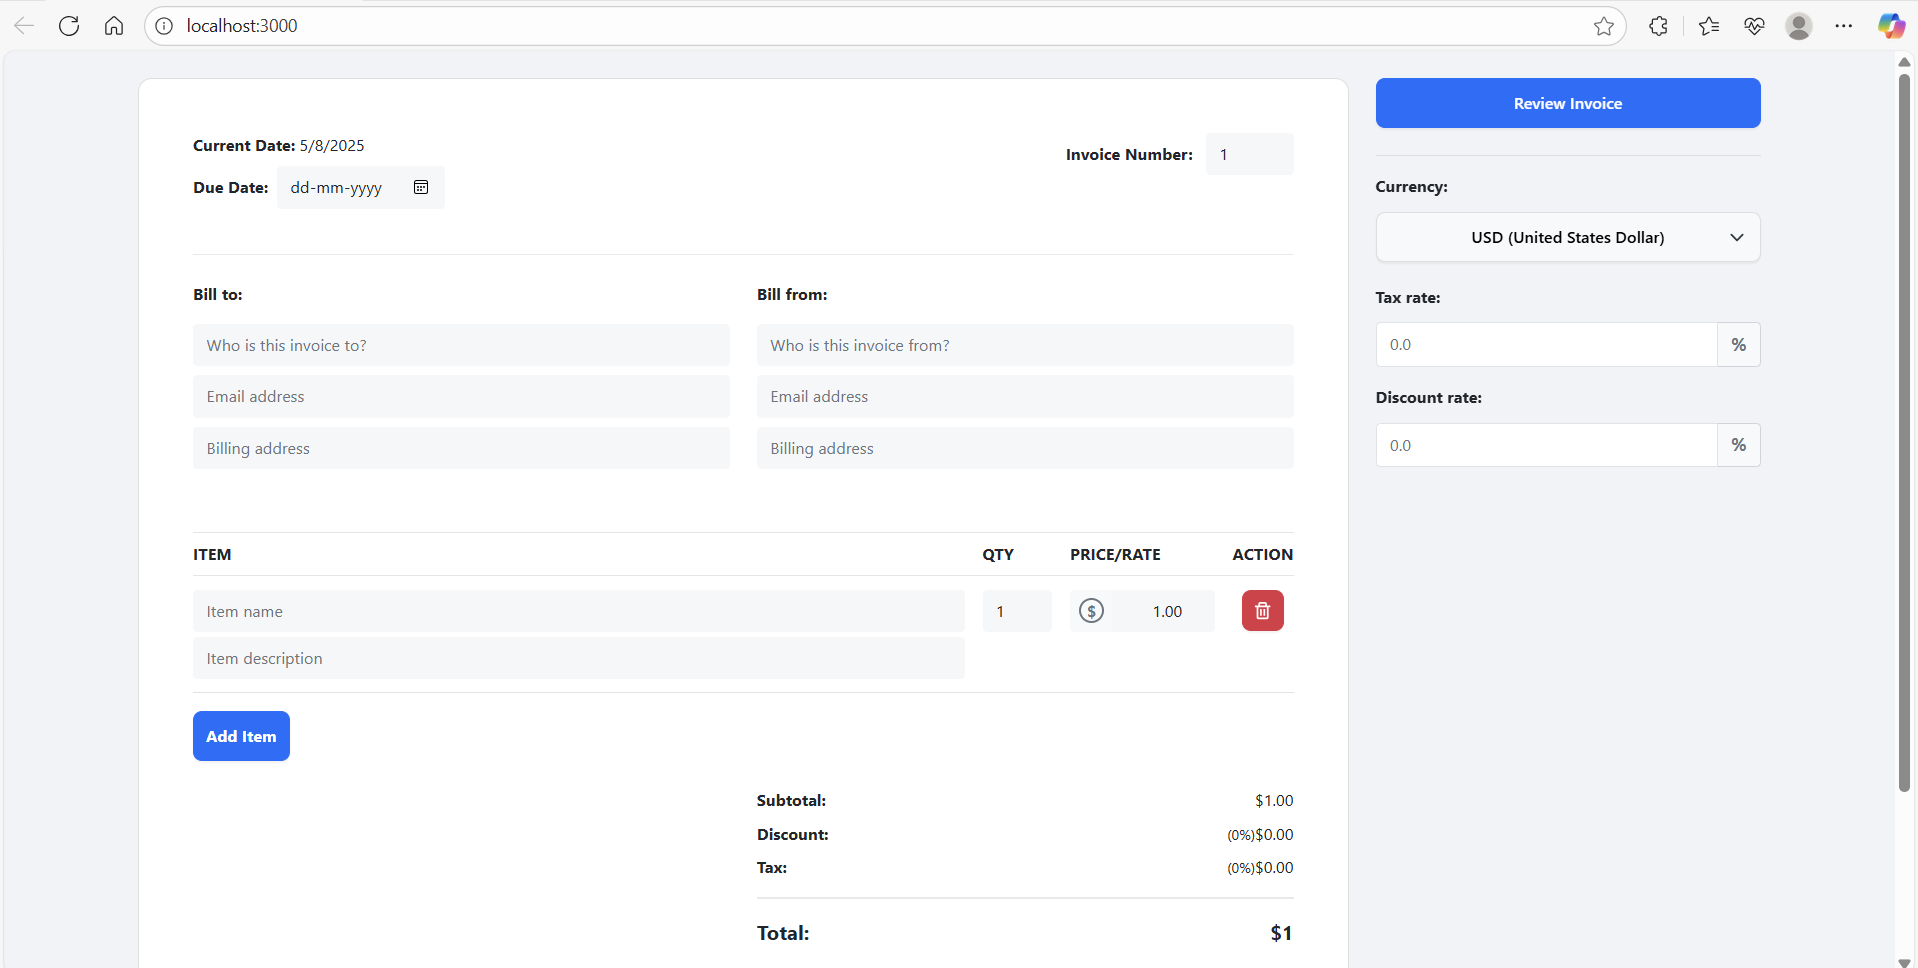 localhost:3000
Current Date: 5/8/2025
Due Date: dd-mm-yyyy
Invoice Number: 1
Bill to:
Who is this invoice to?
Email address
Billing address
Bill from:
Who is this invoice from?
Email address
Billing address
ITEM QTY PRICE/RATE ACTION
Item name 1 $ 1.00
Item description
Add Item
Subtotal: $1.00
Discount: (0%)$0.00
Tax: (0%)$0.00
Total: $1
Review Invoice
Currency:
USD (United States Dollar)
Tax rate:
0.0 %
Discount rate:
0.0 %